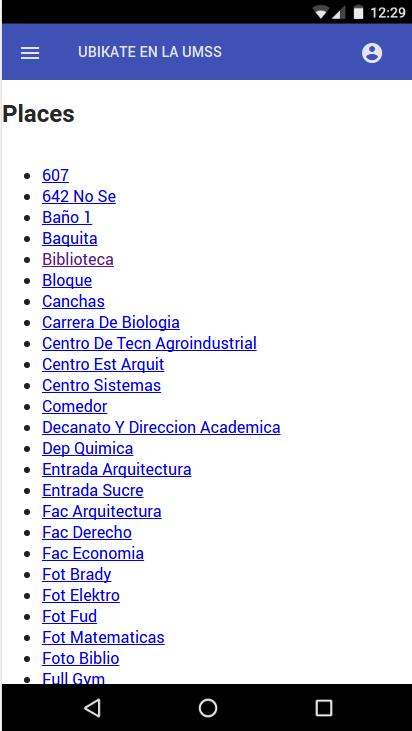 12:29
UBIKATE EN LA UMSS
Places
607
642 No Se
Baño 1
Baquita
Biblioteca
Bloque
Canchas
Carrera De Biologia
Centro De Tecn Agroindustrial
Centro Est Arquit
Centro Sistemas
Comedor
Decanato Y Direccion Academica
Dep Quimica
Entrada Arquitectura
Entrada Sucre
Fac Arquitectura
Fac Derecho
Fac Economia
Fot Brady
Fot Elektro
Fot Fud
Fot Matematicas
Foto Biblio
Full Gym